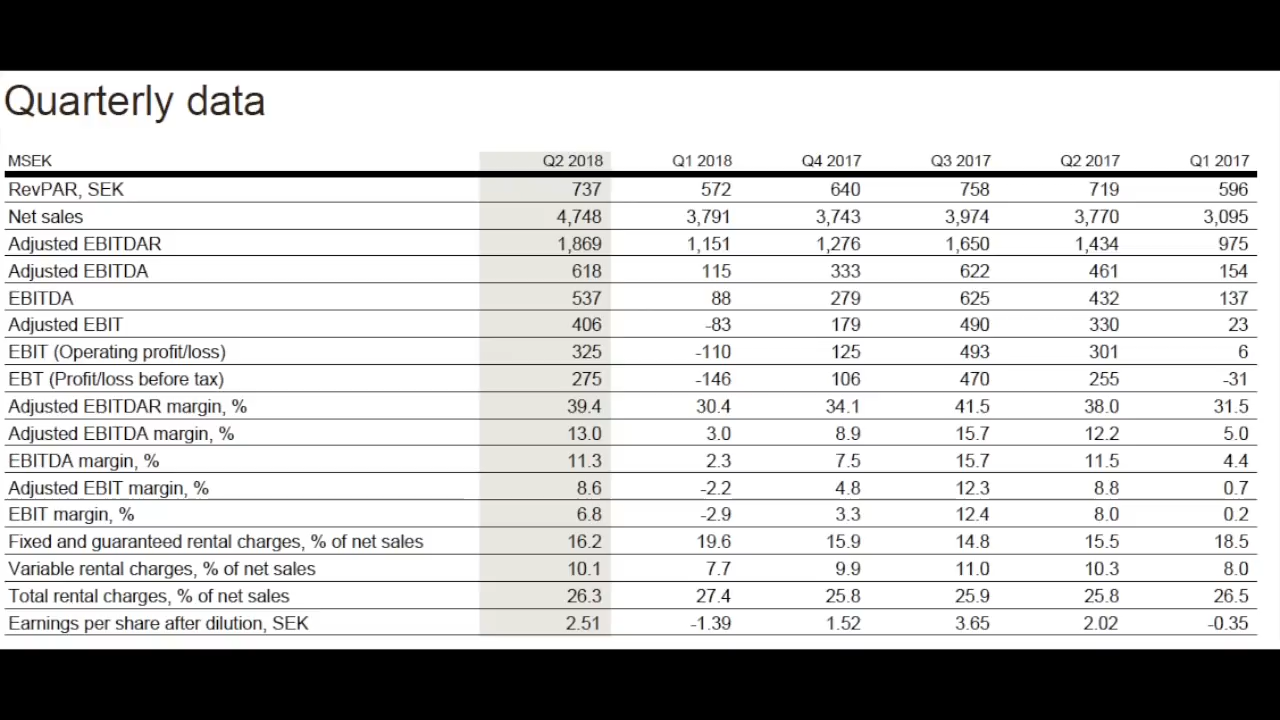 Quarterly data
MSEK Q2 2018 Q1 2018 Q4 2017 Q3 2017 Q2 2017 Q1 2017
RevPAR, SEK 737 572 640 758 719 596
Net sales 4,748 3,791 3,743 3,974 3,770 3,095
Adjusted EBITDAR 1,869 1,151 1,276 1,650 1,434 975
Adjusted EBITDA 618 115 333 622 461 154
EBITDA 537 88 279 625 432 137
Adjusted EBIT 406 -83 179 490 330 23
EBIT (Operating profit/loss) 325 -110 125 493 301 6
EBT (Profit/loss before tax) 275 -146 106 470 255 -31
Adjusted EBITDAR margin, % 39.4 30.4 34.1 41.5 38.0 31.5
Adjusted EBITDA margin, % 13.0 3.0 8.9 15.7 12.2 5.0
EBITDA margin, % 11.3 2.3 7.5 15.7 11.5 4.4
Adjusted EBIT margin, % 8.6 -2.2 4.8 12.3 8.8 0.7
EBIT margin, % 6.8 -2.9 3.3 12.4 8.0 0.2
Fixed and guaranteed rental charges, % of net sales 16.2 19.6 15.9 14.8 15.5 18.5
Variable rental charges, % of net sales 10.1 7.7 9.9 11.0 10.3 8.0
Total rental charges, % of net sales 26.3 27.4 25.8 25.9 25.8 26.5
Earnings per share after dilution, SEK 2.51 -1.39 1.52 3.65 2.02 -0.35